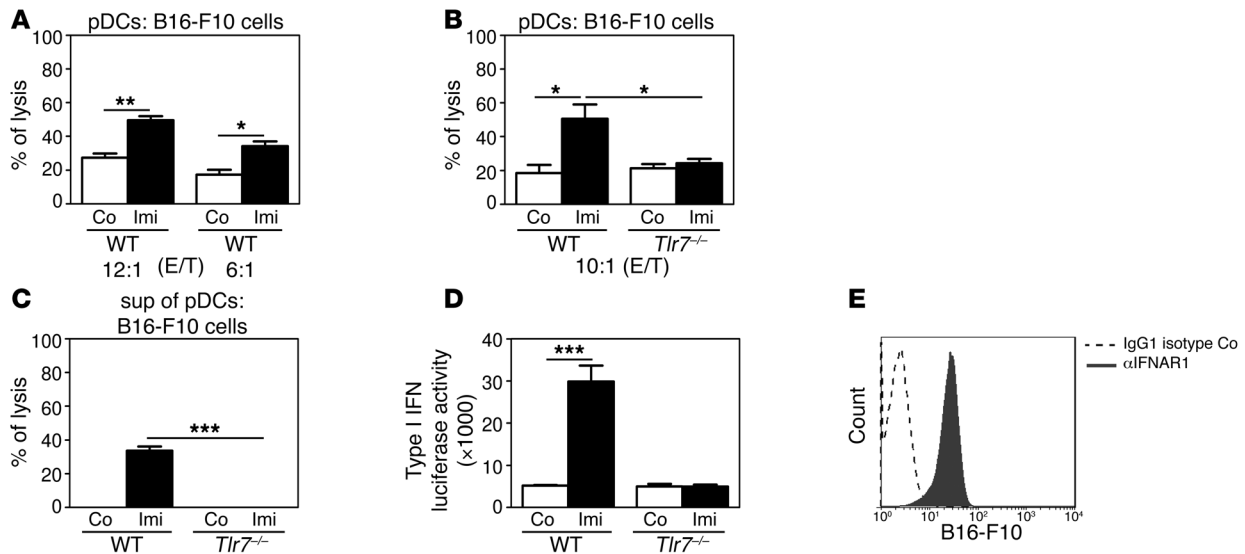 A
pDCs: B16-F10 cells
100
80
60
40
20
0
% of lysis
**
*
Co Imi Co Imi
WT WT
12:1 (E/T) 6:1
B
pDCs: B16-F10 cells
100
80
60
40
20
0
% of lysis
* *
Co Imi Co Imi
WT Tlr7–/–
10:1 (E/T)
C
sup of pDCs:
B16-F10 cells
100
80
60
40
20
0
% of lysis
***
Co Imi Co Imi
WT Tlr7–/–
D
40
30
20
10
0
Type I IFN
luciferase activity
(×1000)
***
Co Imi Co Imi
WT Tlr7–/–
E
IgG1 isotype Co
αIFNAR1
Count
10⁰ 10¹ 10² 10³ 10⁴
B16-F10